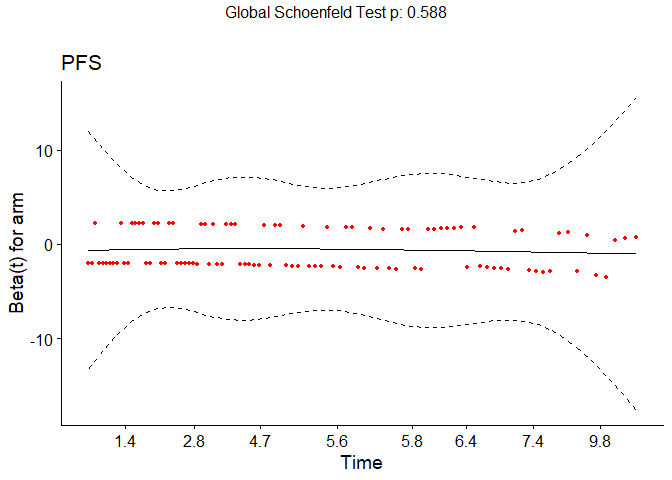 Global Schoenfeld Test p: 0.588
PFS
Beta(t) for arm
10
0
-10
1.4 2.8 4.7 5.6 5.8 6.4 7.4 9.8
Time